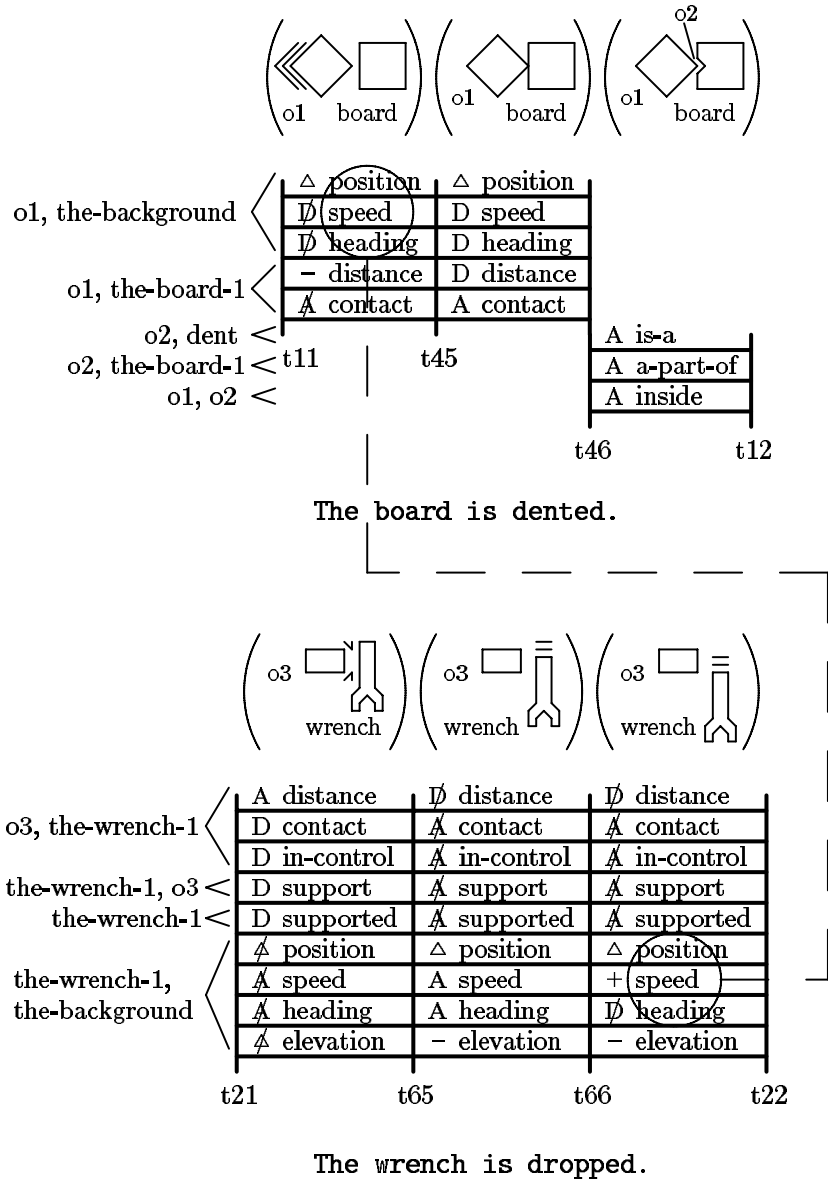 o2
o1 board o1 board o1 board
△ position △ position
o1, the-background D̸ speed D speed
D̸ heading D heading
− distance D distance
o1, the-board-1 A̸ contact A contact
o2, dent A is-a
o2, the-board-1 t11 t45 A a-part-of
o1, o2 A inside
t46 t12
The board is dented.
o3 o3 o3
wrench wrench wrench
A distance D̸ distance D̸ distance
o3, the-wrench-1 D contact A̸ contact A̸ contact
D in-control A̸ in-control A̸ in-control
the-wrench-1, o3 D support A̸ support A̸ support
the-wrench-1 D supported A̸ supported A̸ supported
△̸ position △ position △ position
the-wrench-1, A̸ speed A speed + speed
the-background A̸ heading A heading D̸ heading
△̸ elevation − elevation − elevation
t21 t65 t66 t22
The wrench is dropped.